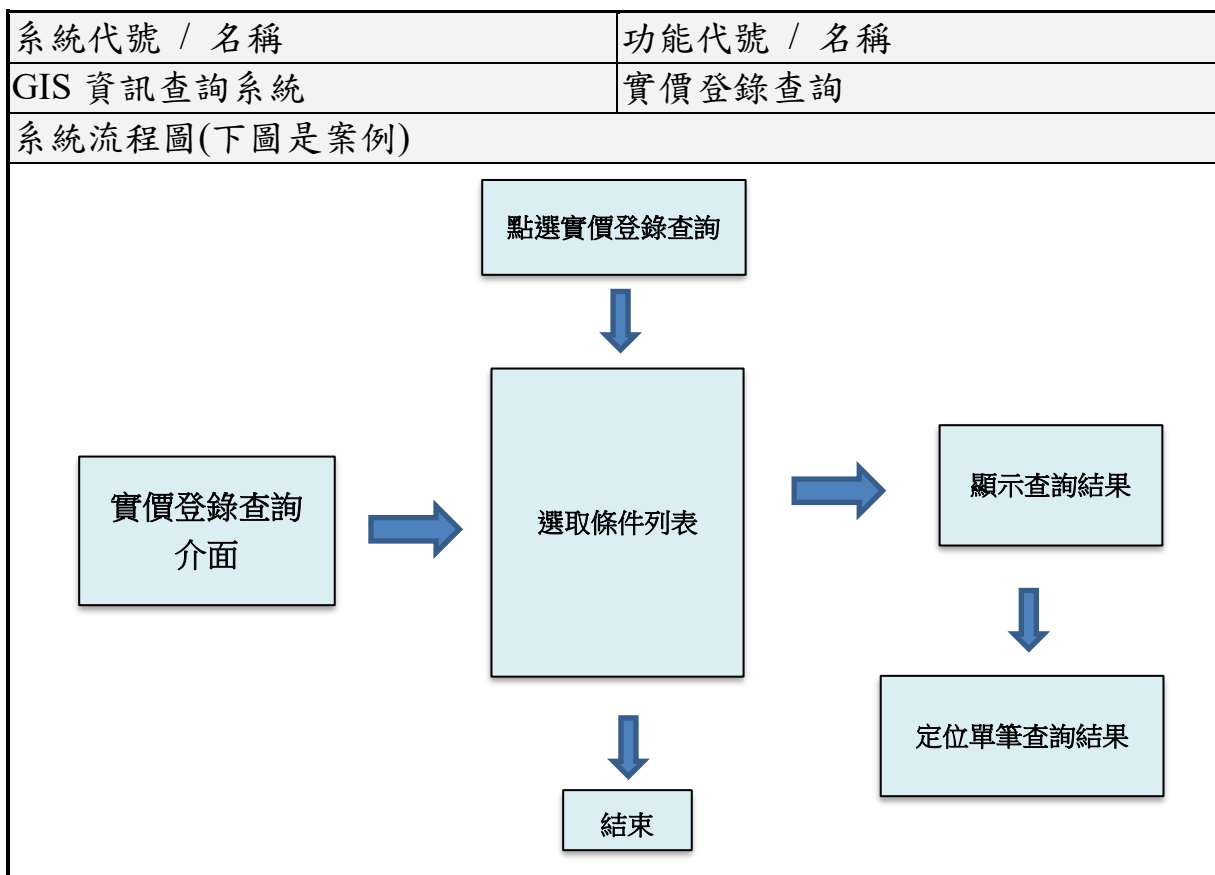 系統代號 / 名稱
功能代號 / 名稱
GIS 資訊查詢系統
實價登錄查詢
系統流程圖(下圖是案例)
點選實價登錄查詢
實價登錄查詢
介面
選取條件列表
顯示查詢結果
定位單筆查詢結果
結束